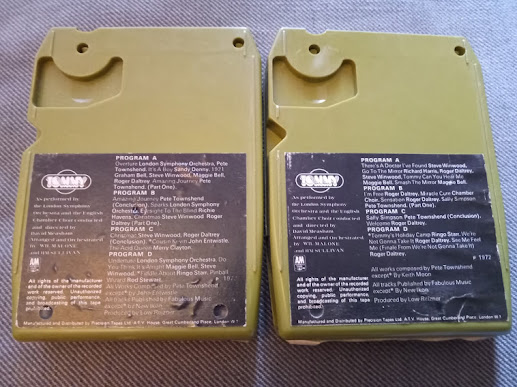 PROGRAM A
Overture London Symphony Orchestra, Pete
Townshend. It's A Boy Sandy Denny. 1921
Graham Bell, Steve Winwood, Maggie Bell,
Roger Daltrey. Amazing Journey Pete
Townshend. (Part One).
PROGRAM B
Amazing Journey Pete Townshend
(Conclusion). Sparks London Symphony
Orchestra. Eyesight To The Blind Richie
Havens. Christmas Steve Winwood. Roger
Daltrey (Part One).
PROGRAM C
Christmas Steve Winwood, Roger Daltrey
(Conclusion). *Cousin Kevin John Entwistle.
The Acid Queen Merry Clayton.
PROGRAM D
Underture London Symphony Orchestra. Do
You Think It's Alright Maggie Bell, Steve
Winwood. *Fiddle About Ringo Starr. Pinball
Wizard Rod Stewart.
TOMMY
As performed by
the London Symphony
Orchestra and the English
Chamber Choir conducted
and directed by
David Measham
Arranged and Orchestrated
by WIL MALONE
A&M
All rights of the manufacturer
and of the owner of the recorded
work reserved. Unauthorised
copying, public performance,
and broadcasting of this tape
prohibited.
Manufactured and Distributed by Precision Tapes Ltd. A.T.V. House, Great Cumberland Place, London W 1
PROGRAM A
There's A Doctor I've Found Steve Winwood,
Go To The Mirror Richard Harris, Roger Daltrey,
Steve Winwood, Tommy Can You Hear Me
Maggie Bell. Smash The Mirror Maggie Bell.
PROGRAM B
I'm Free Roger Daltrey, Miracle Cure Chamber
Choir, Sensation Roger Daltrey, Sally Simpson
Pete Townshend (Part One).
PROGRAM C
Sally Simpson Pete Townshend (Conclusion).
Welcome Roger Daltrey.
PROGRAM D
*Tommy's Holiday Camp Ringo Starr. We're
Not Gonna Take It Roger Daltrey. See Me Feel
Me (Finale From We're Not Gonna Take It)
Roger Daltrey.
℗ 1972
All works composed by Pete Townshend
except* By Keith Moon
All tracks Published by Fabulous Music
except* By New Ikon
Produced by Lou Reizner
TOMMY
As performed by
the London Symphony
Orchestra and the English
Chamber Choir conducted
and directed by
David Measham
Arranged and Orchestrated
by WIL MALONE
A&M
All rights of the manufacturer
and of the owner of the recorded
work reserved. Unauthorised
copying, public performance,
and broadcasting of this tape
prohibited.
Manufactured and Distributed by Precision Tapes Ltd. A.T.V. House, Great Cumberland Place, London W 1